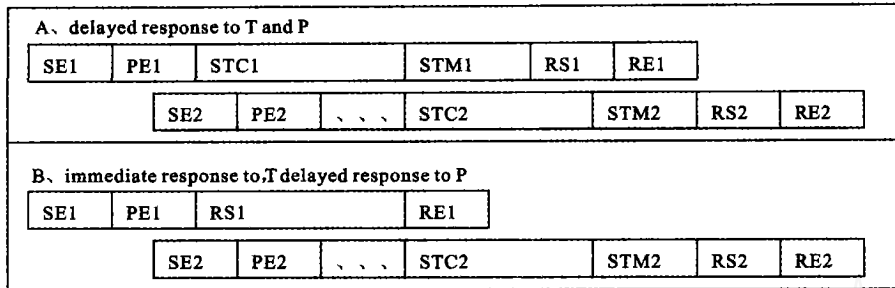 A、delayed response to T and P
SE1 PE1 STC1 STM1 RS1 RE1
SE2 PE2 、、、 STC2 STM2 RS2 RE2
B、immediate response to,T delayed response to P
SE1 PE1 RS1 RE1
SE2 PE2 、、、 STC2 STM2 RS2 RE2